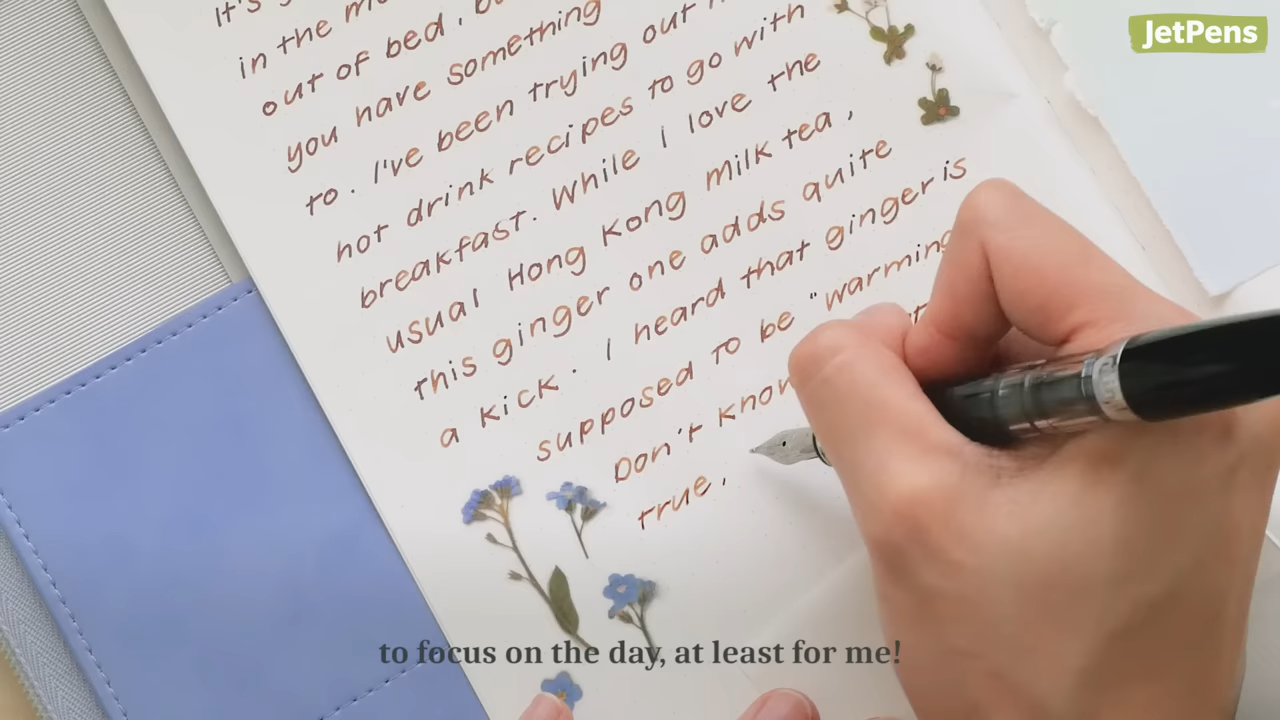 JetPens
It's
in the
out of bed,
you have something
to. I've been trying out
hot drink recipes to go with
breakfast. While I love the
usual Hong Kong milk tea,
this ginger one adds quite
a kick. I heard that ginger is
supposed to be "warming
Don't know
true,
to focus on the day, at least for me!